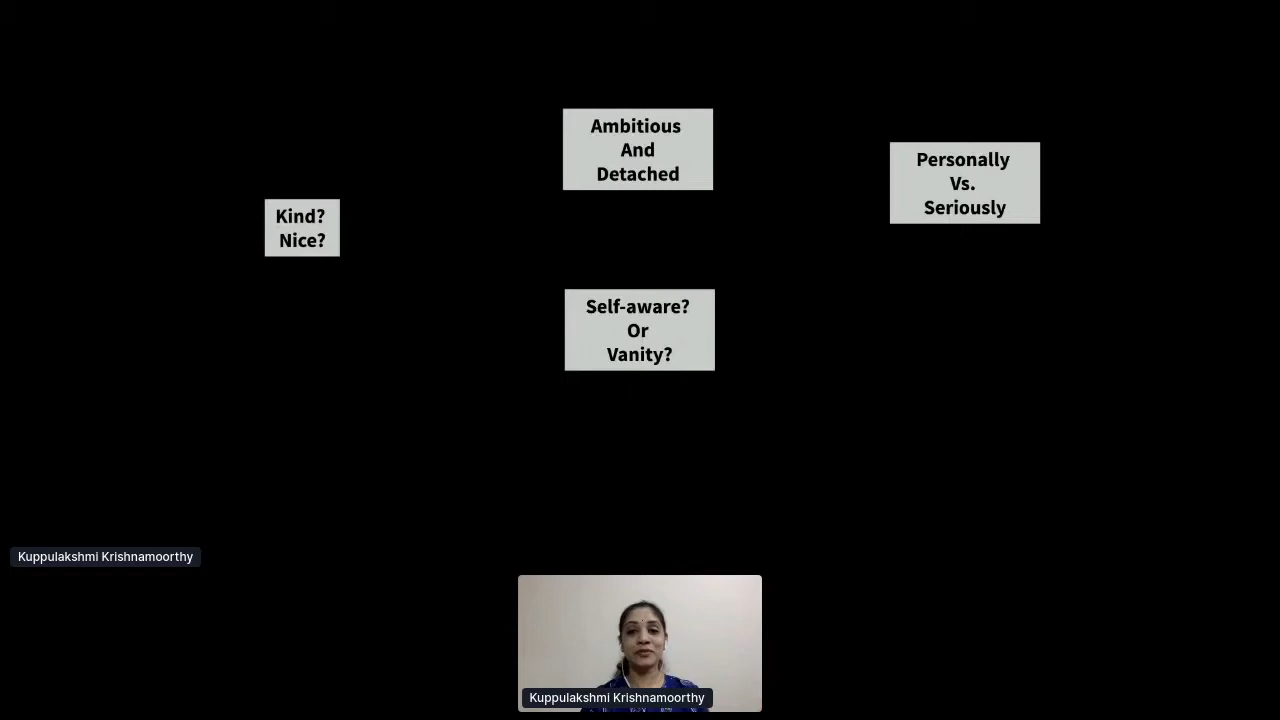 Ambitious
And
Detached
Personally
Vs.
Seriously
Kind?
Nice?
Self-aware?
Or
Vanity?
Kuppulakshmi Krishnamoorthy
Kuppulakshmi Krishnamoorthy